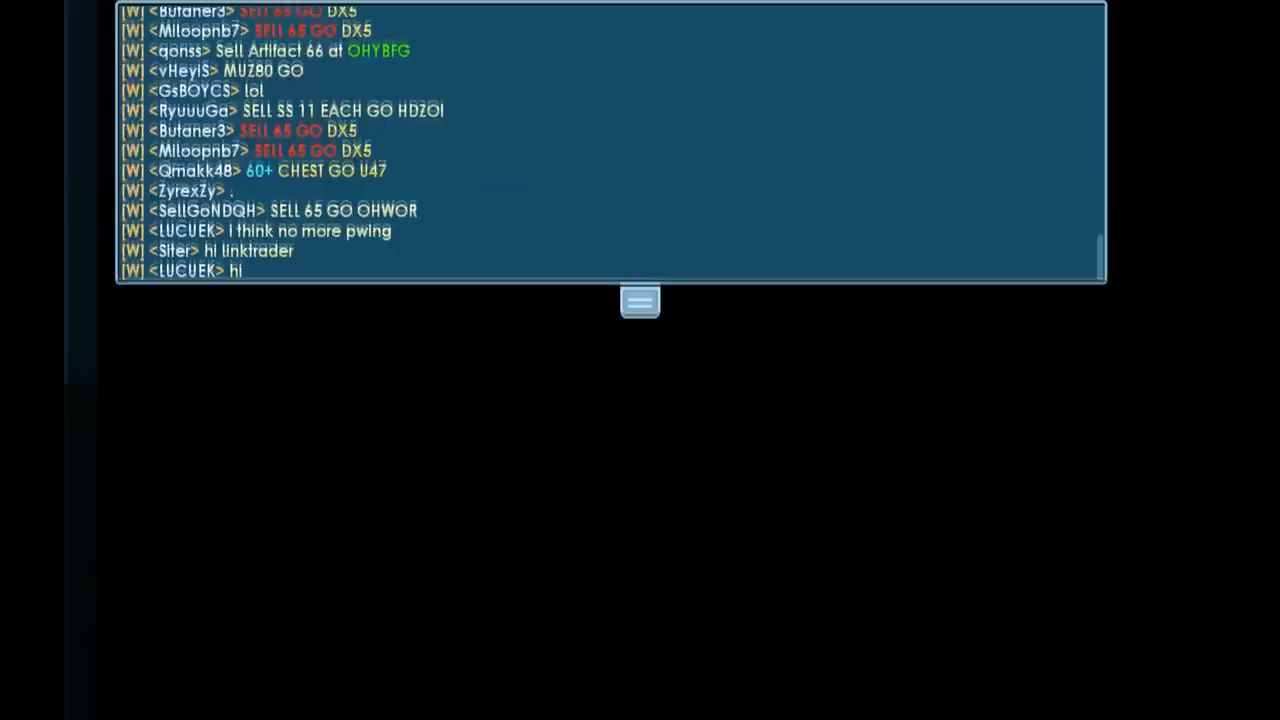 [W] <Butaner3> SELL 65 GO DX5
[W] <Miloopnb7> SELL 65 GO DX5
[W] <qonss> Sell Artifact 66 at OHYBFG
[W] <vHeyiS> MUZ80 GO
[W] <GsBOYCS> lol
[W] <RyuuuGa> SELL SS 11 EACH GO HDZOI
[W] <Butaner3> SELL 65 GO DX5
[W] <Miloopnb7> SELL 65 GO DX5
[W] <Qmakk48> 60+ CHEST GO U47
[W] <ZyrexZy> .
[W] <SellGoNDQH> SELL 65 GO OHWOR
[W] <LUCUEK> i think no more pwing
[W] <Siter> hi linktrader
[W] <LUCUEK> hi